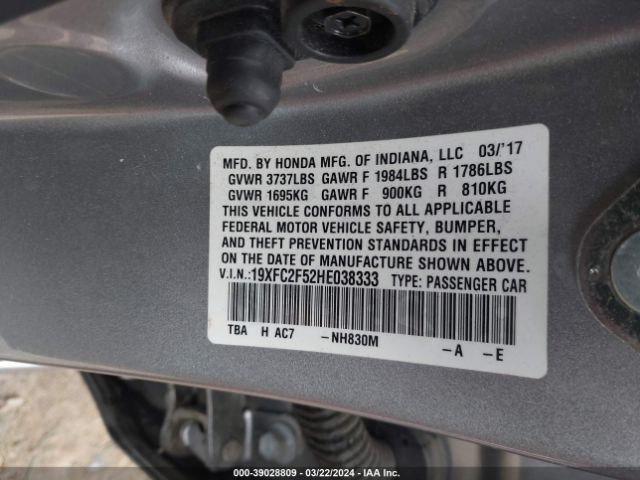 MFD. BY HONDA MFG. OF INDIANA, LLC 03/'17
GVWR 3737LBS GAWR F 1984LBS R 1786LBS
GVWR 1695KG GAWR F 900KG R 810KG
THIS VEHICLE CONFORMS TO ALL APPLICABLE
FEDERAL MOTOR VEHICLE SAFETY, BUMPER,
AND THEFT PREVENTION STANDARDS IN EFFECT
ON THE DATE OF MANUFACTURE SHOWN ABOVE.
V.I.N.:19XFC2F52HE038333 TYPE: PASSENGER CAR
TBA H AC7 -NH830M -A -E
000-39028809 - 03/22/2024 - IAA Inc.